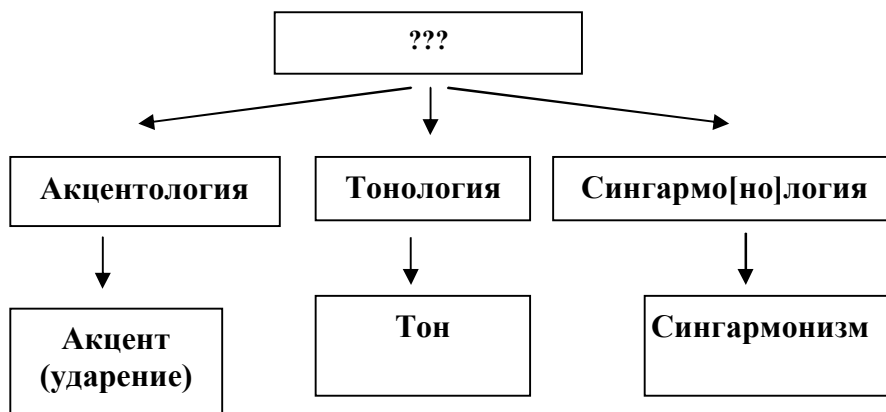 ???
Акцентология
Тонология
Сингармо[но]логия
Акцент
(ударение)
Тон
Сингармонизм